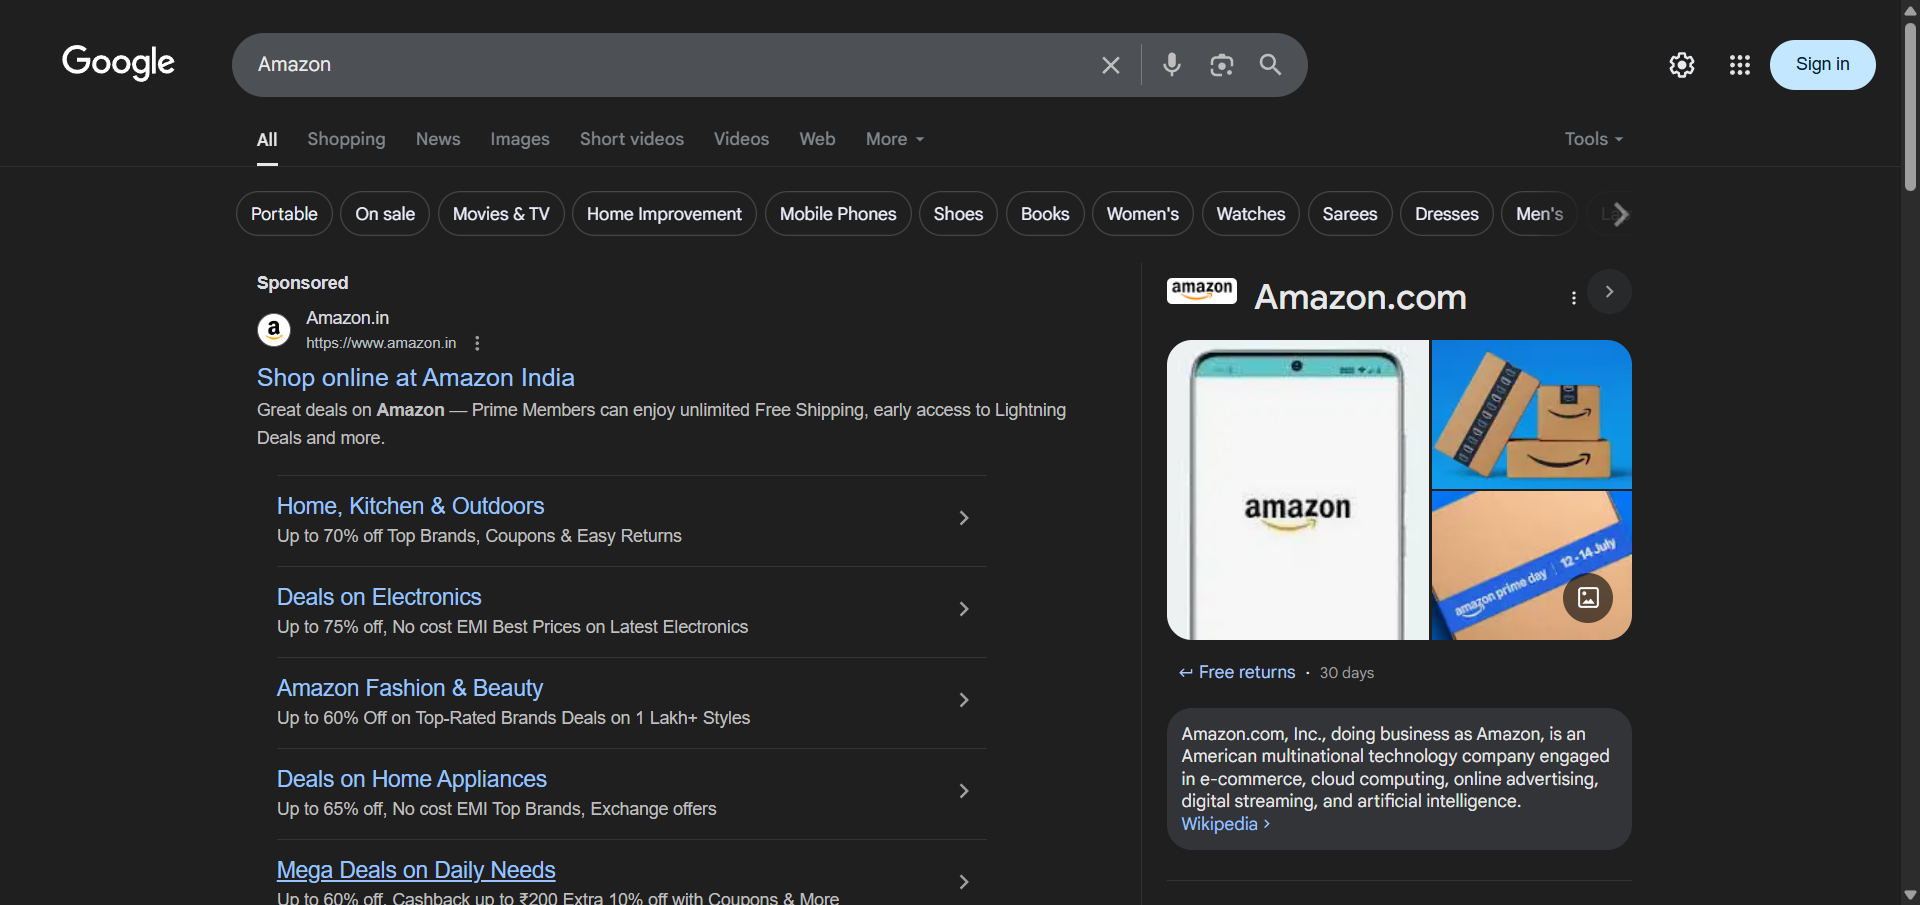 Google
Amazon
Sign in
All
Shopping
News
Images
Short videos
Videos
Web
More
Tools
Portable
On sale
Movies & TV
Home Improvement
Mobile Phones
Shoes
Books
Women's
Watches
Sarees
Dresses
Men's
Sponsored
a
Amazon.in
https://www.amazon.in
Shop online at Amazon India
Great deals on Amazon — Prime Members can enjoy unlimited Free Shipping, early access to Lightning
Deals and more.
Home, Kitchen & Outdoors
Up to 70% off Top Brands, Coupons & Easy Returns
Deals on Electronics
Up to 75% off, No cost EMI Best Prices on Latest Electronics
Amazon Fashion & Beauty
Up to 60% Off on Top-Rated Brands Deals on 1 Lakh+ Styles
Deals on Home Appliances
Up to 65% off, No cost EMI Top Brands, Exchange offers
Mega Deals on Daily Needs
Up to 60% off, Cashback up to ₹200 Extra 10% off with Coupons & More
amazon
Amazon.com
amazon
amazon prime day | 12-14 July
Free returns · 30 days
Amazon.com, Inc., doing business as Amazon, is an
American multinational technology company engaged
in e-commerce, cloud computing, online advertising,
digital streaming, and artificial intelligence.
Wikipedia